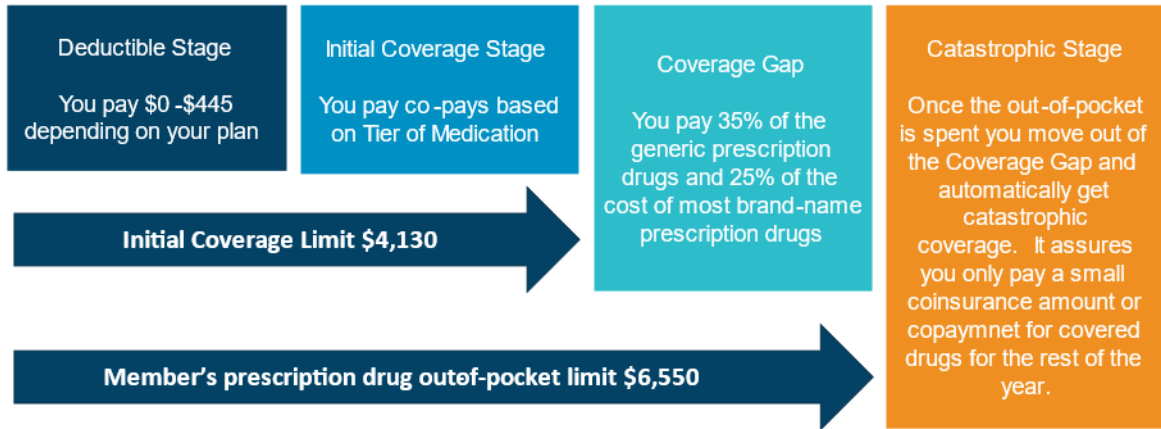 Deductible Stage
You pay $0 -$445
depending on your plan
Initial Coverage Stage
You pay co -pays based
on Tier of Medication
Coverage Gap
You pay 35% of the
generic prescription
drugs and 25% of the
cost of most brand-name
prescription drugs
Catastrophic Stage
Once the out-of-pocket
is spent you move out of
the Coverage Gap and
automatically get
catastrophic
coverage. It assures
you only pay a small
coinsurance amount or
copaymnet for covered
drugs for the rest of the
year.
Initial Coverage Limit $4,130
Member's prescription drug outof-pocket limit $6,550